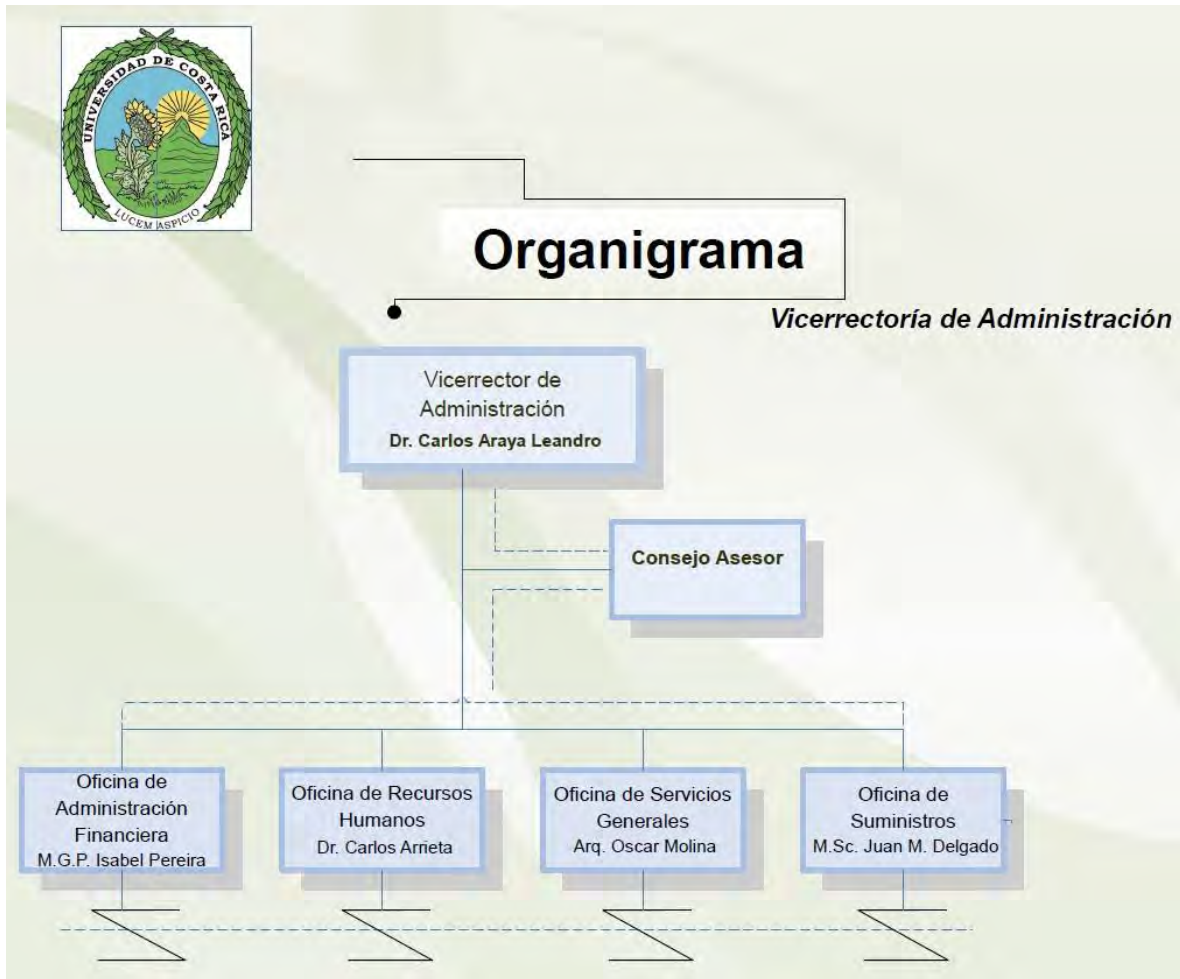 UNIVERSIDAD DE COSTA RICA
LUCEM ASPICIO
Organigrama
Vicerrectoría de Administración
Vicerrector de
Administración
Dr. Carlos Araya Leandro
Consejo Asesor
Oficina de
Administración
Financiera
M.G.P. Isabel Pereira
Oficina de Recursos
Humanos
Dr. Carlos Arrieta
Oficina de Servicios
Generales
Arq. Oscar Molina
Oficina de
Suministros
M.Sc. Juan M. Delgado